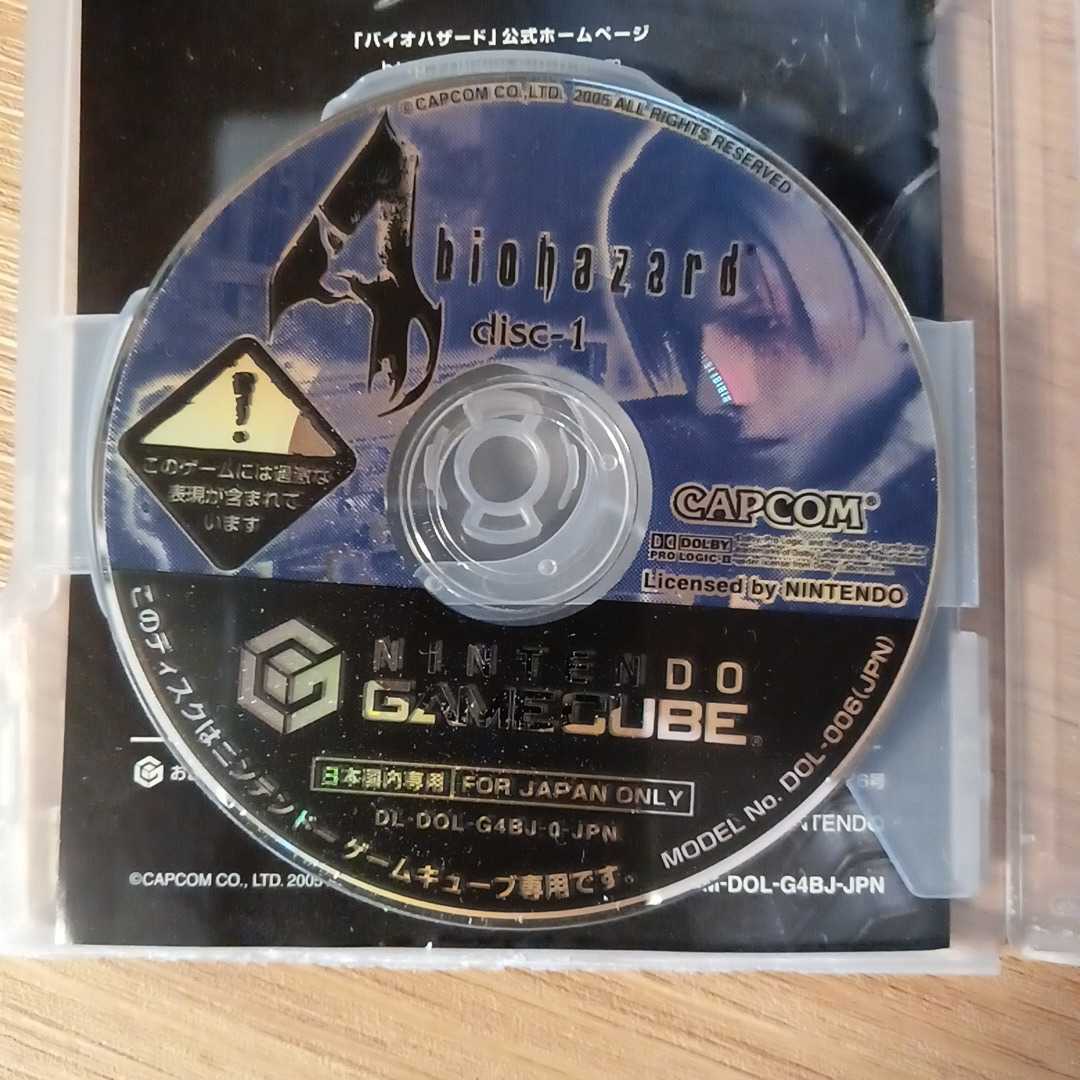 「バイオハザード」公式ホームページ
©CAPCOM CO., LTD. 2005 ALL RIGHTS RESERVED
4
biohazard
disc-1
!
このゲームには過激な
表現が含まれて
います
CAPCOM®
DOLBY
PRO LOGIC II
Licensed by NINTENDO
NINTENDO
GAMECUBE®
日本国内専用 FOR JAPAN ONLY
DL-DOL-G4BJ-0-JPN
MODEL No. DOL-006(JPN)
このディスクはニンテンドーゲームキューブ専用です。
©CAPCOM CO., LTD. 2005
-DOL-G4BJ-JPN